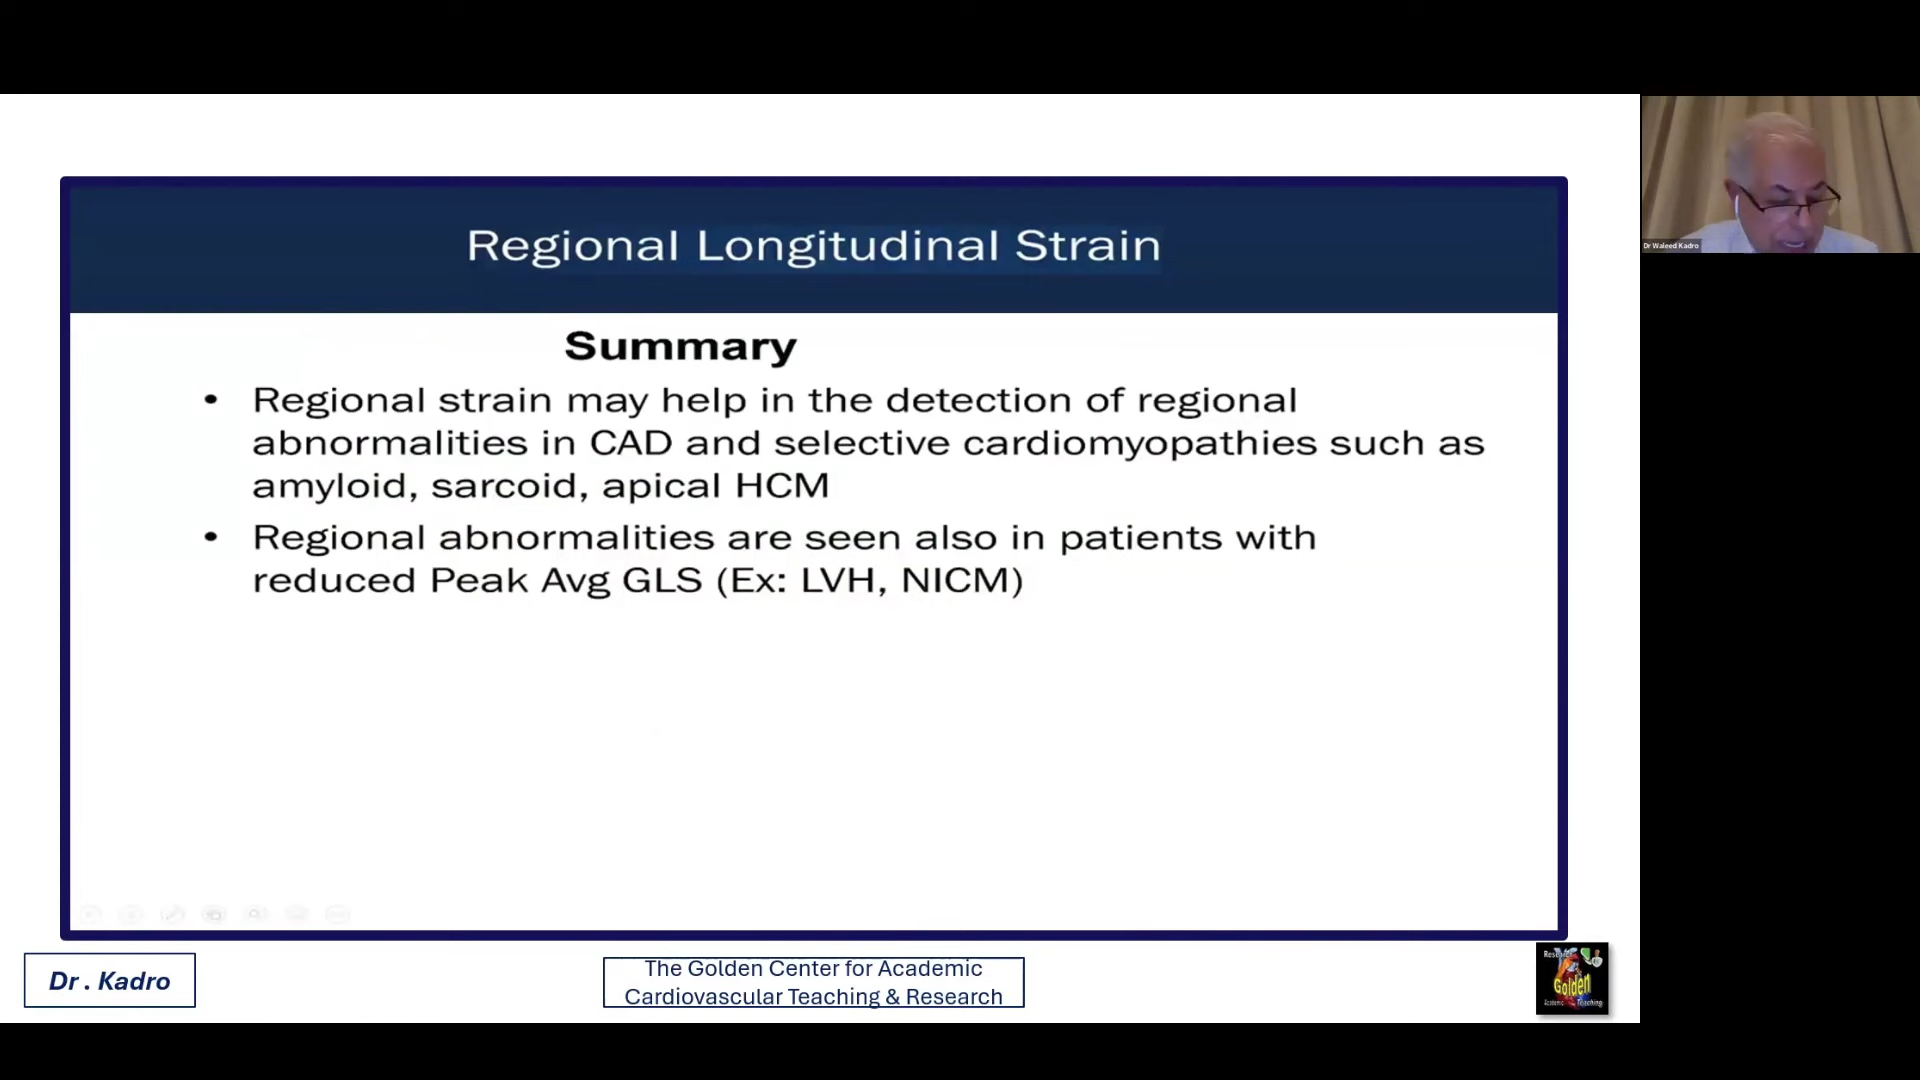 Regional Longitudinal Strain
Dr Waleed Kadro
Summary
• Regional strain may help in the detection of regional
abnormalities in CAD and selective cardiomyopathies such as
amyloid, sarcoid, apical HCM
• Regional abnormalities are seen also in patients with
reduced Peak Avg GLS (Ex: LVH, NICM)
Dr . Kadro
The Golden Center for Academic
Cardiovascular Teaching & Research
Golden
Teaching